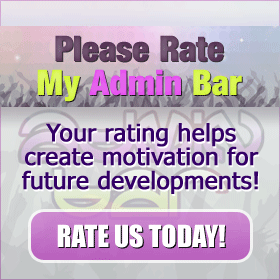 Please Rate
My Admin Bar
Your rating helps
create motivation for
future developments!
RATE US TODAY!